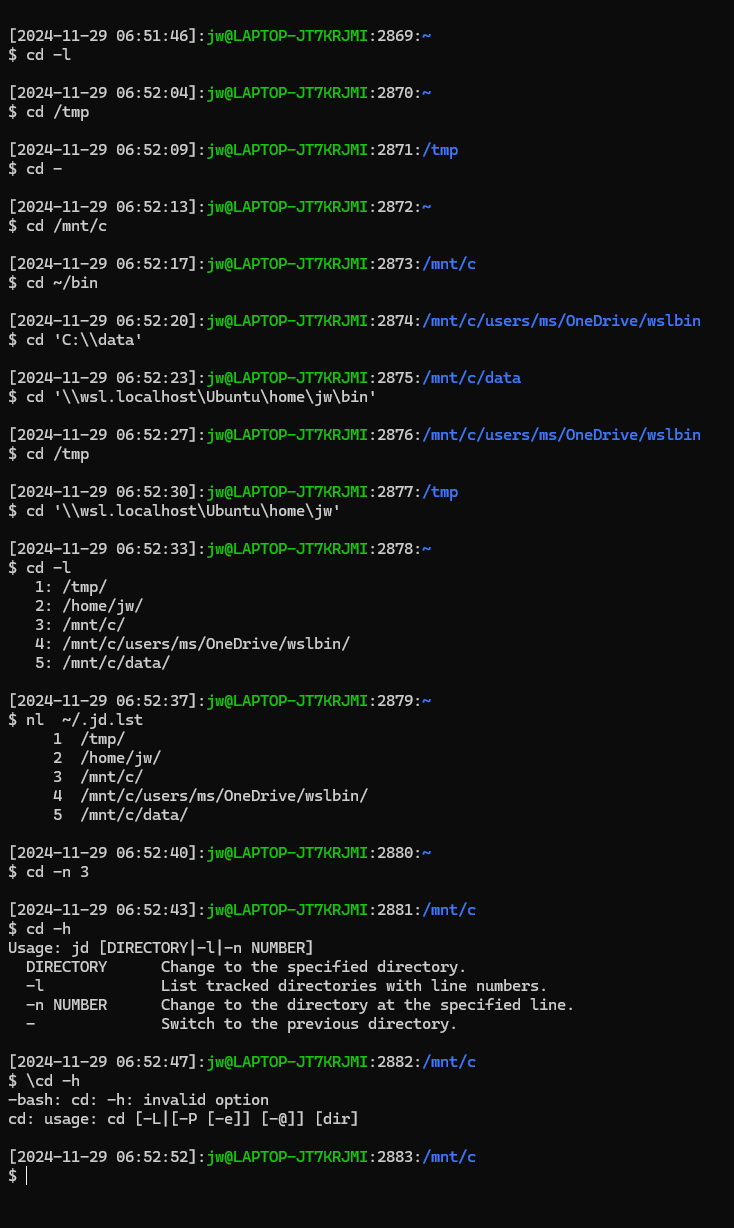 [2024-11-29 06:51:46]:jw@LAPTOP-JT7KRJMI:2869:~
$ cd -l
[2024-11-29 06:52:04]:jw@LAPTOP-JT7KRJMI:2870:~
$ cd /tmp
[2024-11-29 06:52:09]:jw@LAPTOP-JT7KRJMI:2871:/tmp
$ cd -
[2024-11-29 06:52:13]:jw@LAPTOP-JT7KRJMI:2872:~
$ cd /mnt/c
[2024-11-29 06:52:17]:jw@LAPTOP-JT7KRJMI:2873:/mnt/c
$ cd ~/bin
[2024-11-29 06:52:20]:jw@LAPTOP-JT7KRJMI:2874:/mnt/c/users/ms/OneDrive/wslbin
$ cd 'C:\\data'
[2024-11-29 06:52:23]:jw@LAPTOP-JT7KRJMI:2875:/mnt/c/data
$ cd '\\wsl.localhost\Ubuntu\home\jw\bin'
[2024-11-29 06:52:27]:jw@LAPTOP-JT7KRJMI:2876:/mnt/c/users/ms/OneDrive/wslbin
$ cd /tmp
[2024-11-29 06:52:30]:jw@LAPTOP-JT7KRJMI:2877:/tmp
$ cd '\\wsl.localhost\Ubuntu\home\jw'
[2024-11-29 06:52:33]:jw@LAPTOP-JT7KRJMI:2878:~
$ cd -l
   1: /tmp/
   2: /home/jw/
   3: /mnt/c/
   4: /mnt/c/users/ms/OneDrive/wslbin/
   5: /mnt/c/data/
[2024-11-29 06:52:37]:jw@LAPTOP-JT7KRJMI:2879:~
$ nl  ~/.jd.lst
     1  /tmp/
     2  /home/jw/
     3  /mnt/c/
     4  /mnt/c/users/ms/OneDrive/wslbin/
     5  /mnt/c/data/
[2024-11-29 06:52:40]:jw@LAPTOP-JT7KRJMI:2880:~
$ cd -n 3
[2024-11-29 06:52:43]:jw@LAPTOP-JT7KRJMI:2881:/mnt/c
$ cd -h
Usage: jd [DIRECTORY|-l|-n NUMBER]
  DIRECTORY      Change to the specified directory.
  -l             List tracked directories with line numbers.
  -n NUMBER      Change to the directory at the specified line.
  -              Switch to the previous directory.
[2024-11-29 06:52:47]:jw@LAPTOP-JT7KRJMI:2882:/mnt/c
$ \cd -h
-bash: cd: -h: invalid option
cd: usage: cd [-L|[-P [-e]] [-@]] [dir]
[2024-11-29 06:52:52]:jw@LAPTOP-JT7KRJMI:2883:/mnt/c
$